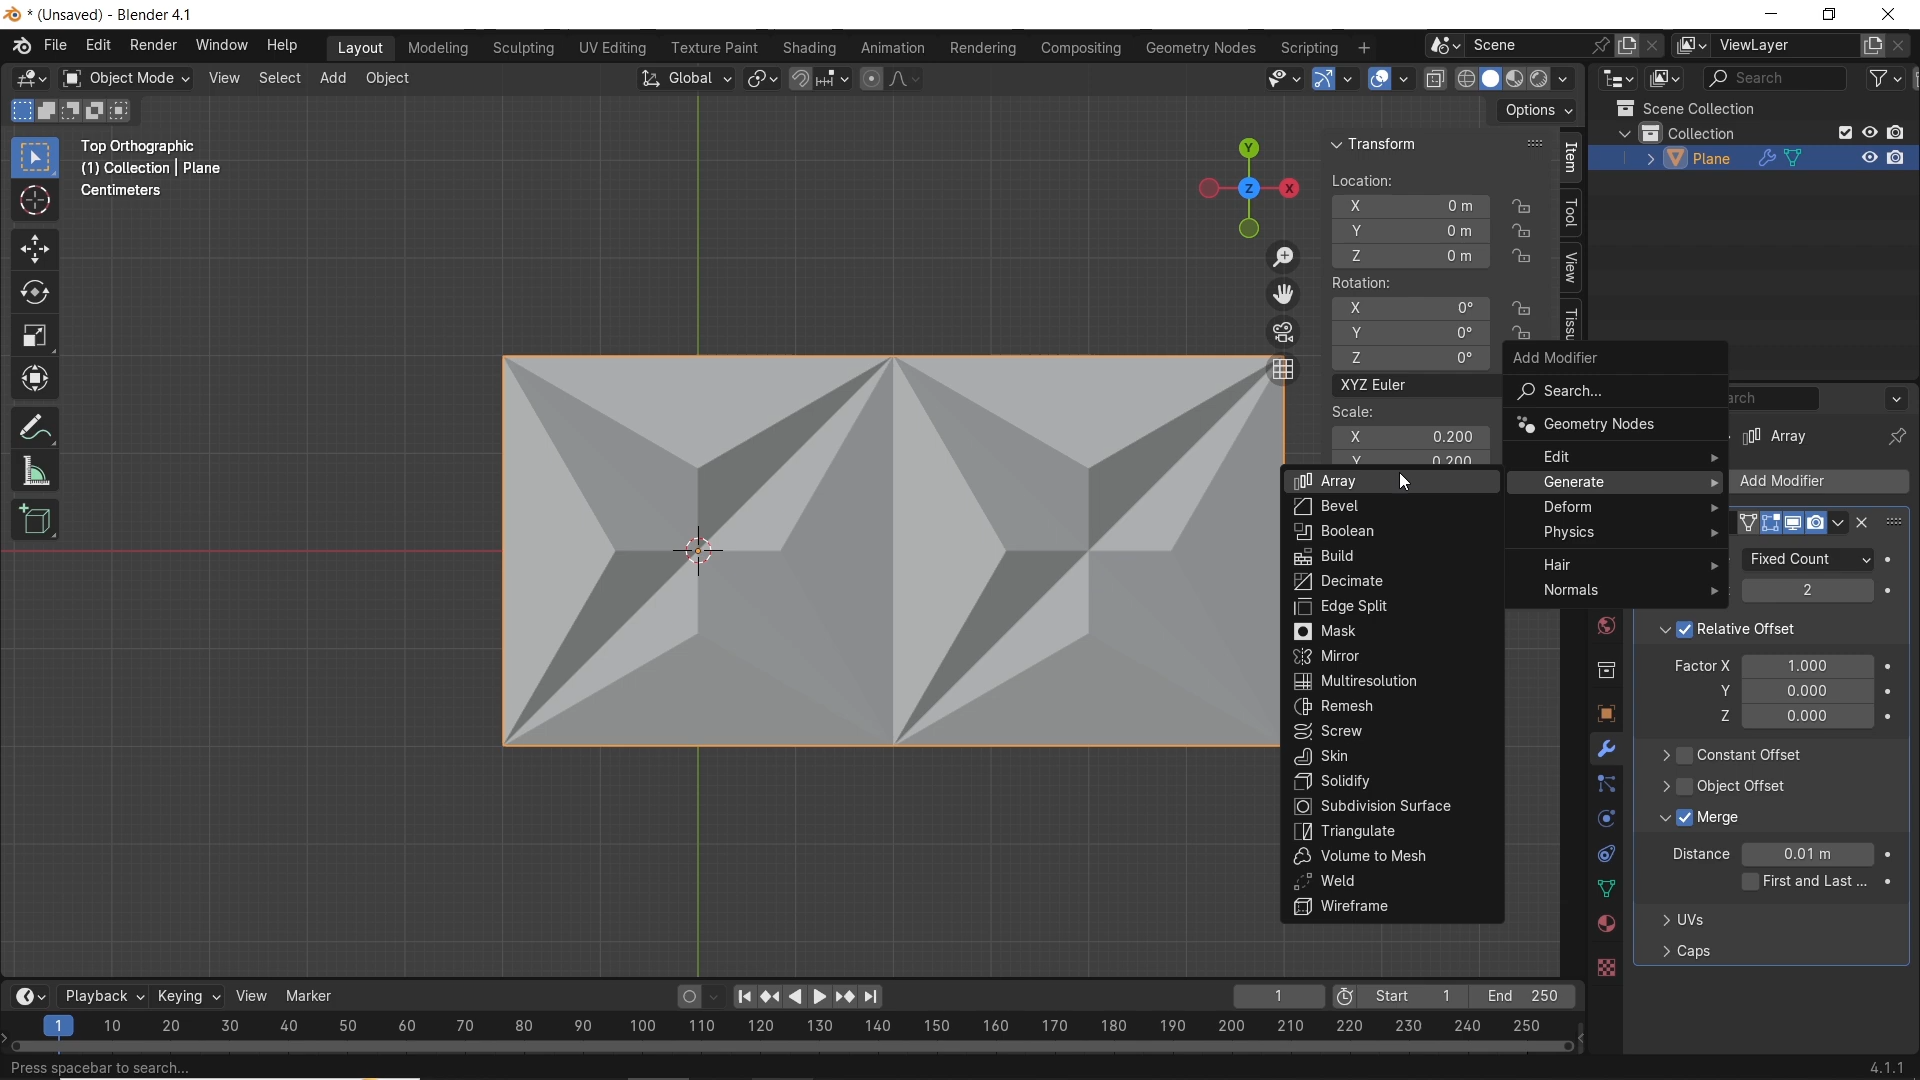 * (Unsaved) - Blender 4.1
File Edit Render Window Help
Layout Modeling Sculpting UV Editing Texture Paint Shading Animation Rendering Compositing Geometry Nodes Scripting +
Scene
ViewLayer
Object Mode View Select Add Object
Global
Search
Options
Top Orthographic
(1) Collection | Plane
Centimeters
Y
Z
X
Transform
Location:
X 0 m
Y 0 m
Z 0 m
Rotation:
X 0°
Y 0°
Z 0°
XYZ Euler
Scale:
X 0.200
Y 0.200
Item
Tool
View
Tissu
Scene Collection
Collection
Plane
Add Modifier
Search...
Geometry Nodes
Edit
Generate
Deform
Physics
Hair
Normals
Array
Bevel
Boolean
Build
Decimate
Edge Split
Mask
Mirror
Multiresolution
Remesh
Screw
Skin
Solidify
Subdivision Surface
Triangulate
Volume to Mesh
Weld
Wireframe
arch
Array
Add Modifier
Fixed Count
2
Relative Offset
Factor X 1.000
Y 0.000
Z 0.000
Constant Offset
Object Offset
Merge
Distance 0.01 m
First and Last ...
UVs
Caps
Playback Keying View Marker
1
Start 1
End 250
1 10 20 30 40 50 60 70 80 90 100 110 120 130 140 150 160 170 180 190 200 210 220 230 240 250
Press spacebar to search...
4.1.1